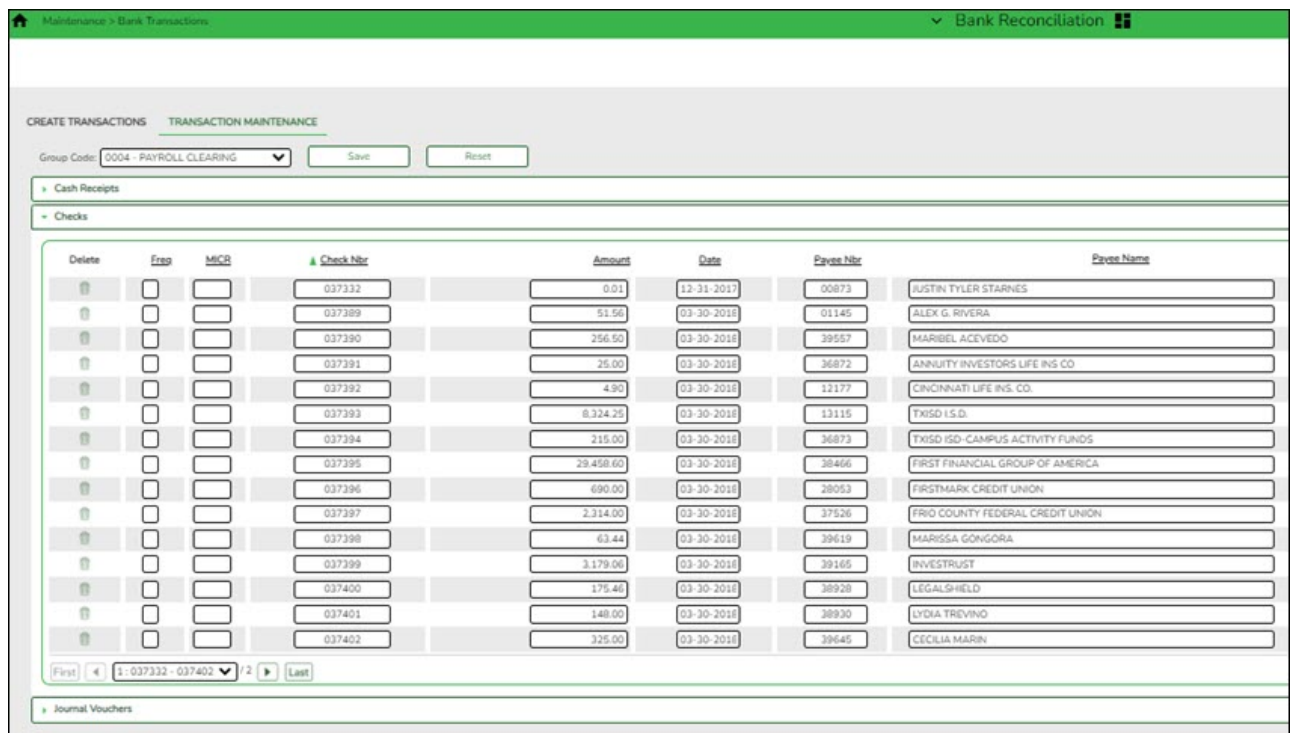 Maintenance > Bank Transactions
Bank Reconciliation
CREATE TRANSACTIONS TRANSACTION MAINTENANCE
Group Code: 0004 - PAYROLL CLEARING Save Reset
Cash Receipts
Checks
Delete Freq MICR Check Nbr Amount Date Payee Nbr Payee Name
037332 0.01 12-31-2017 00873 JUSTIN TYLER STARNES
037389 51.56 03-30-2018 01145 ALEX G. RIVERA
037390 256.50 03-30-2018 39557 MARIBEL ACEVEDO
037391 25.00 03-30-2018 36872 ANNUITY INVESTORS LIFE INS CO
037392 4.90 03-30-2018 12177 CINCINNATI LIFE INS. CO.
037393 8,324.25 03-30-2018 13115 TXISD I.S.D.
037394 215.00 03-30-2018 36873 TXISD ISD-CAMPUS ACTIVITY FUNDS
037395 29,458.60 03-30-2018 38466 FIRST FINANCIAL GROUP OF AMERICA
037396 690.00 03-30-2018 28053 FIRSTMARK CREDIT UNION
037397 2,314.00 03-30-2018 37526 FRIO COUNTY FEDERAL CREDIT UNION
037398 63.44 03-30-2018 39619 MARISSA GONGORA
037399 3,179.06 03-30-2018 39165 INVESTRUST
037400 175.46 03-30-2018 38928 LEGALSHIELD
037401 148.00 03-30-2018 38930 LYDIA TREVINO
037402 325.00 03-30-2018 39645 CECILIA MARIN
First 1 : 037332 - 037402 / 2 Last
Journal Vouchers